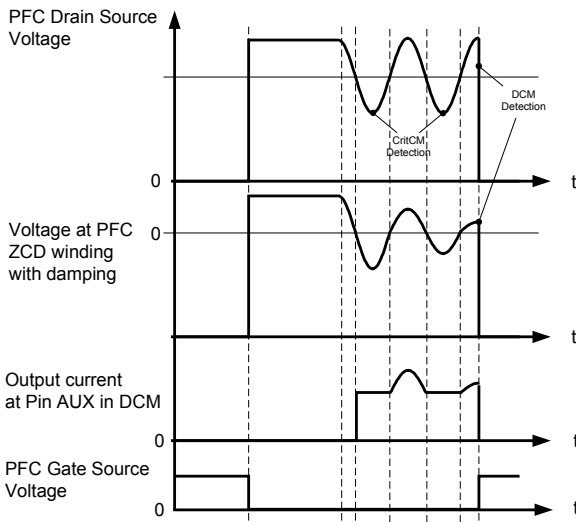 PFC Drain Source
Voltage
DCM
Detection
CritCM
Detection
0
t
Voltage at PFC
ZCD winding
with damping
0
t
Output current
at Pin AUX in DCM
0
t
PFC Gate Source
Voltage
0
t